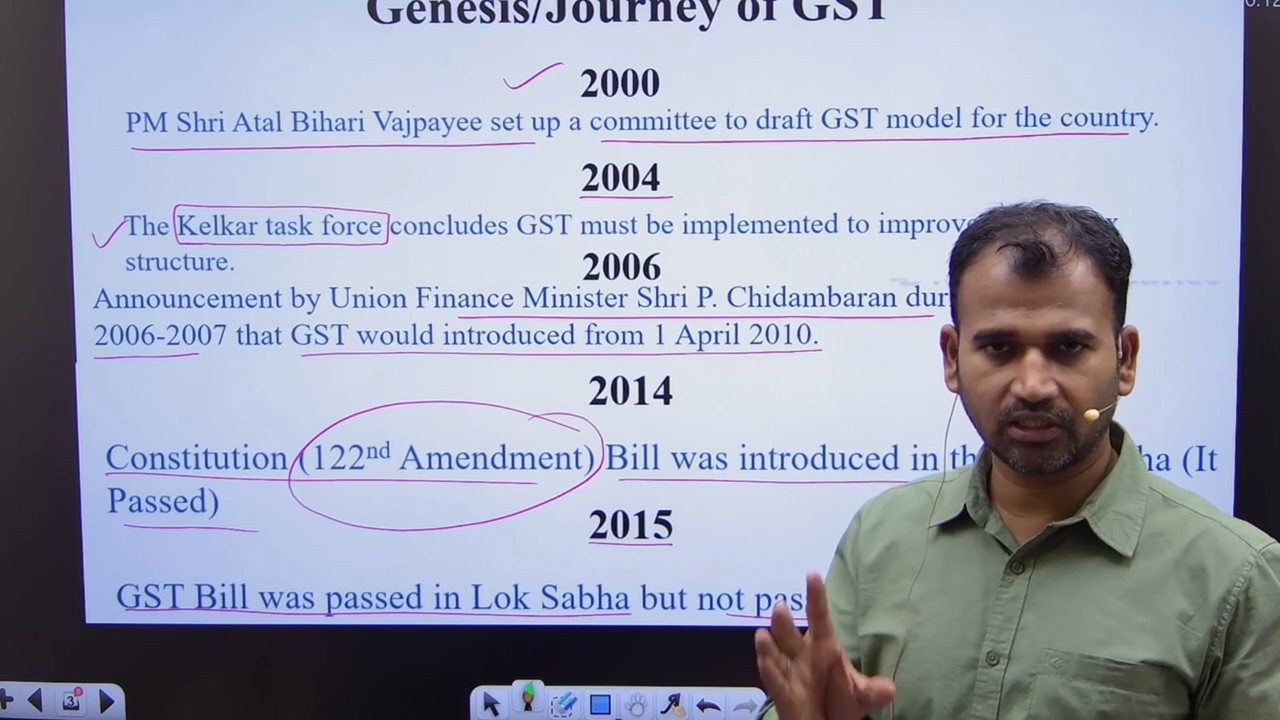 Genesis/Journey of GST
2000
PM Shri Atal Bihari Vajpayee set up a committee to draft GST model for the country.
2004
The Kelkar task force concludes GST must be implemented to improv
structure.
2006
Announcement by Union Finance Minister Shri P. Chidambaran dur
2006-2007 that GST would introduced from 1 April 2010.
2014
Constitution (122nd Amendment) Bill was introduced in th ha (It
Passed)
2015
GST Bill was passed in Lok Sabha but not pas
3